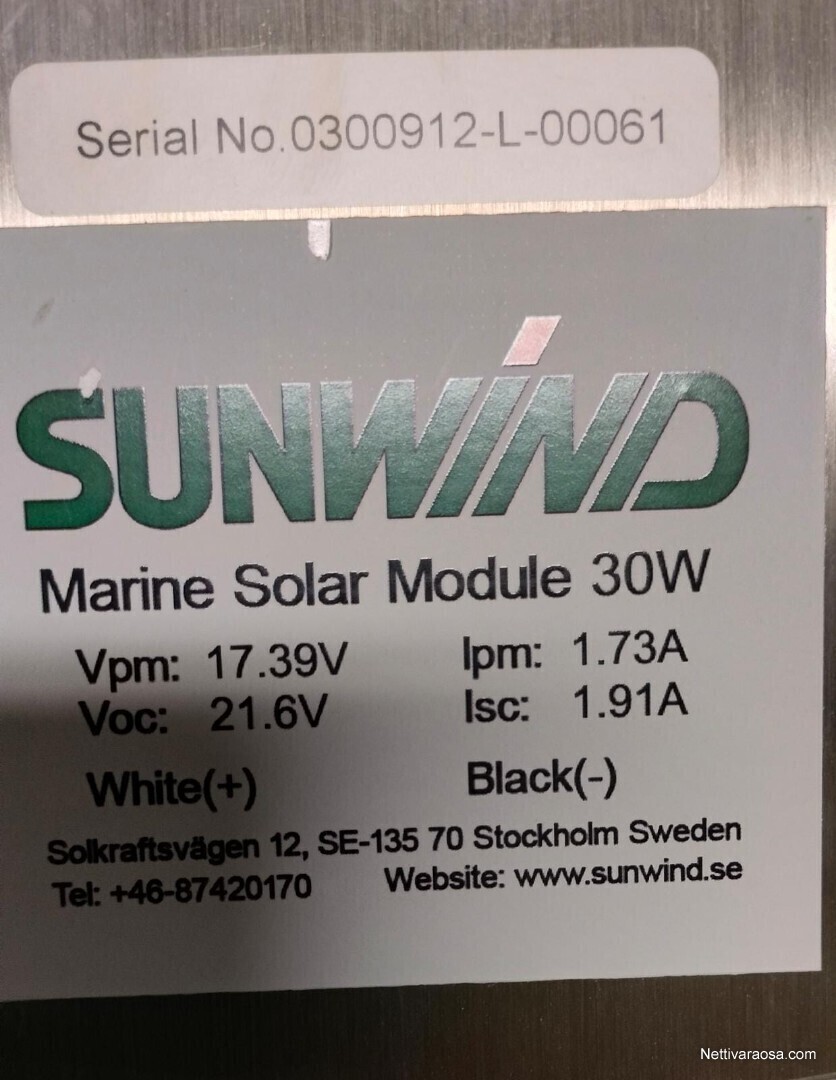 Serial No.0300912-L-00061
SUNWIND
Marine Solar Module 30W
Vpm: 17.39V Ipm: 1.73A
Voc: 21.6V Isc: 1.91A
White(+) Black(-)
Solkraftsvägen 12, SE-135 70 Stockholm Sweden
Tel: +46-87420170 Website: www.sunwind.se
Nettivaraosa.com